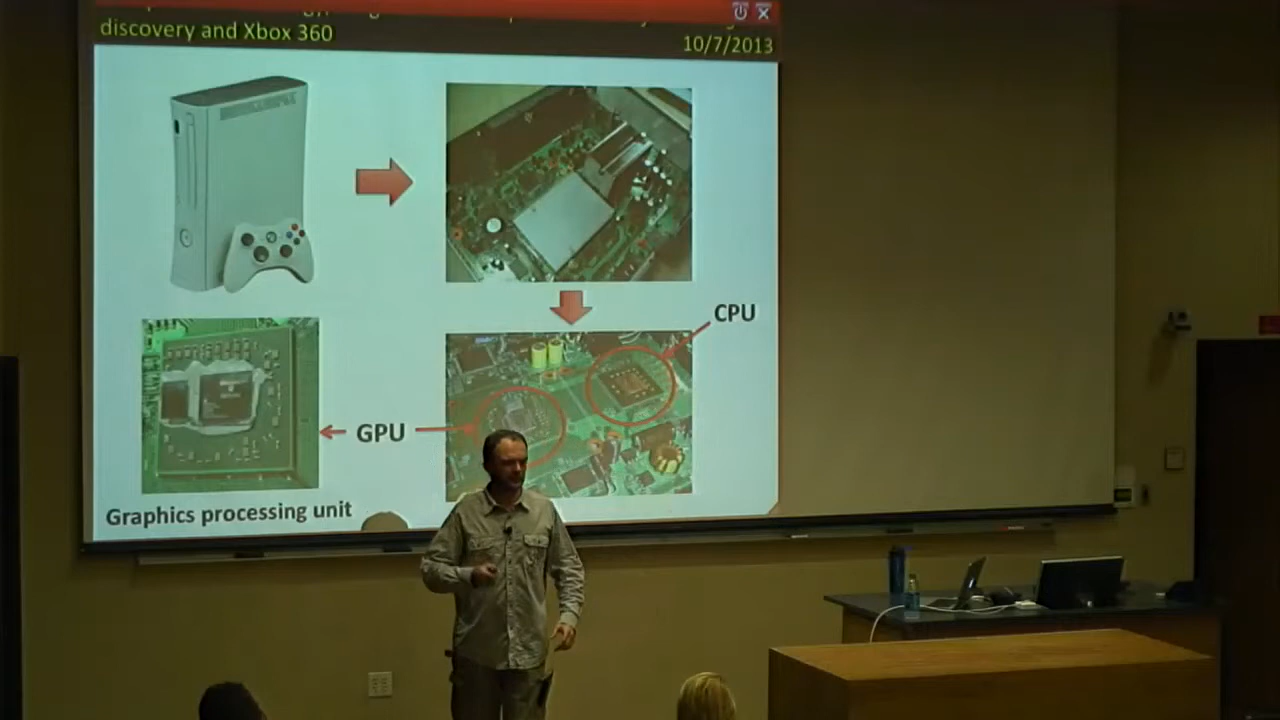 discovery and Xbox 360
10/7/2013
CPU
GPU
Graphics processing unit